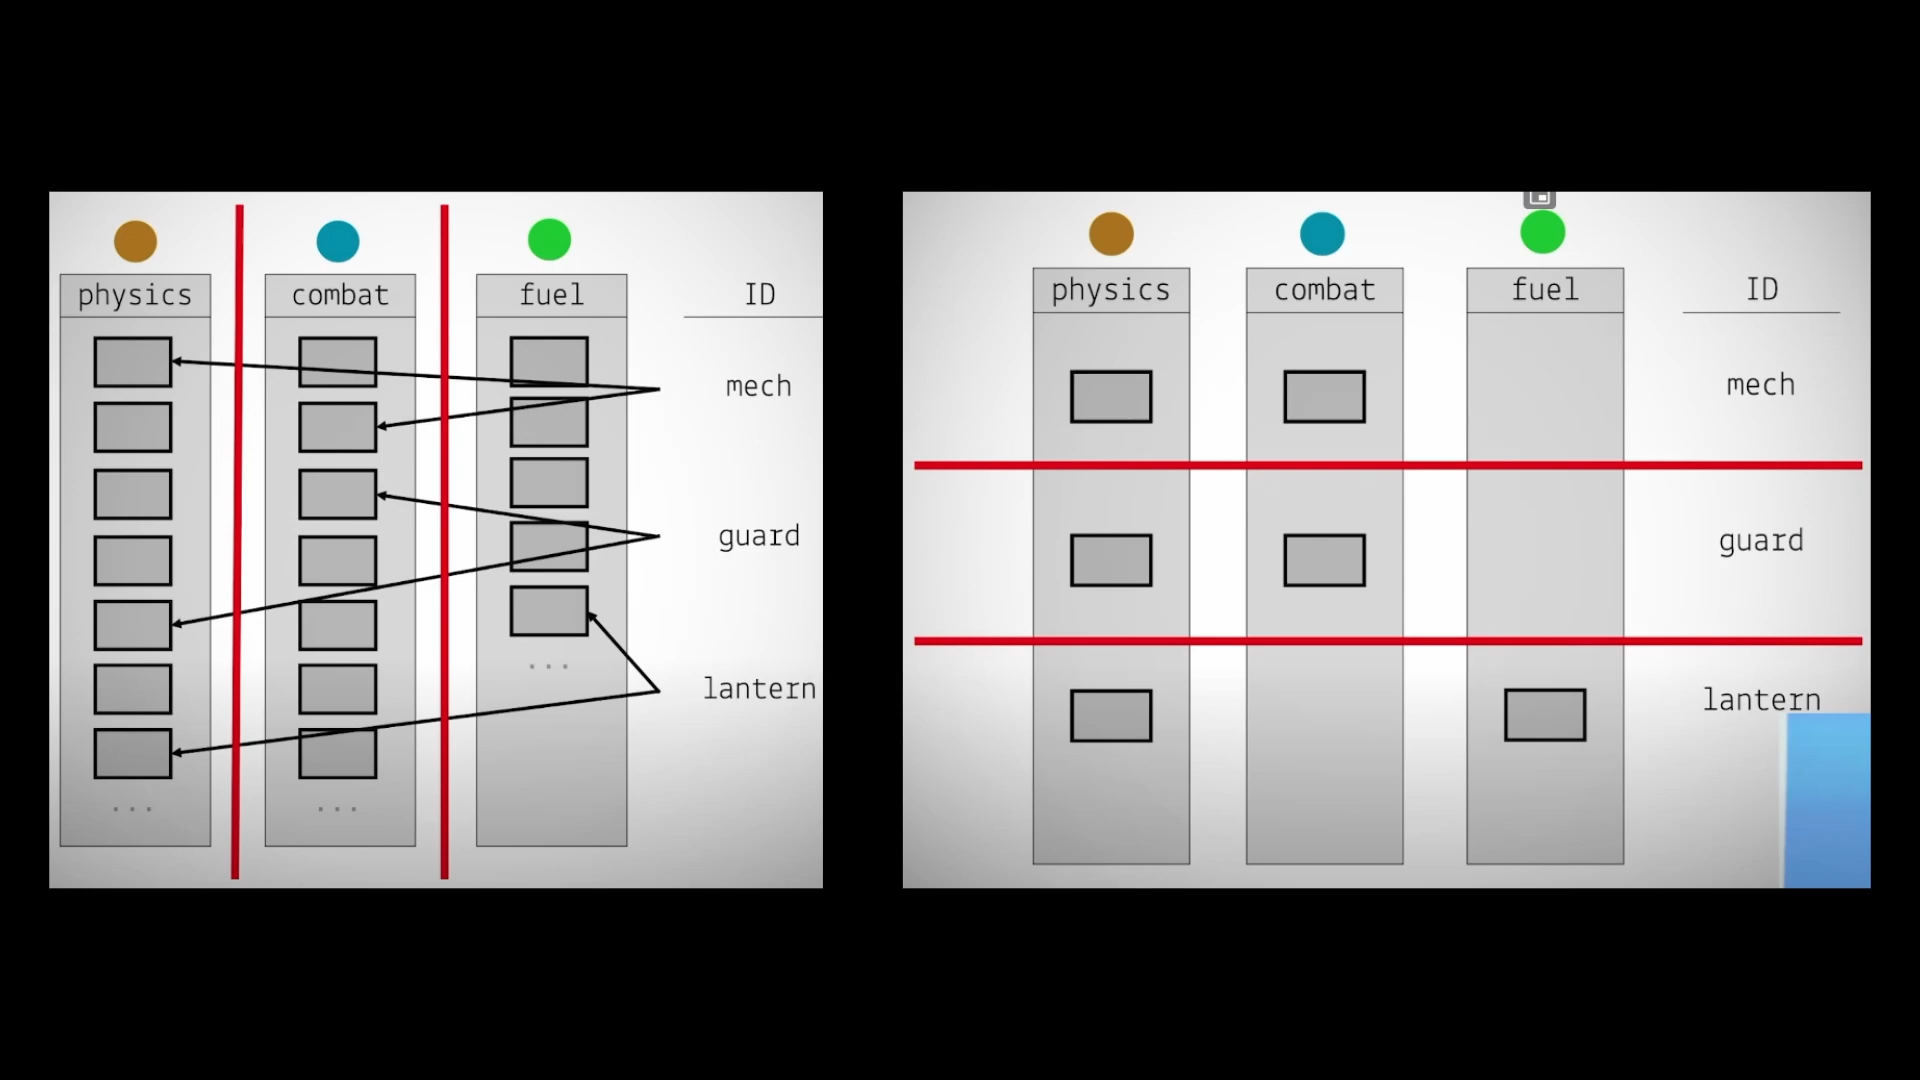 physics combat fuel ID
mech
guard
lantern
...
... ...
physics combat fuel ID
mech
guard
lantern